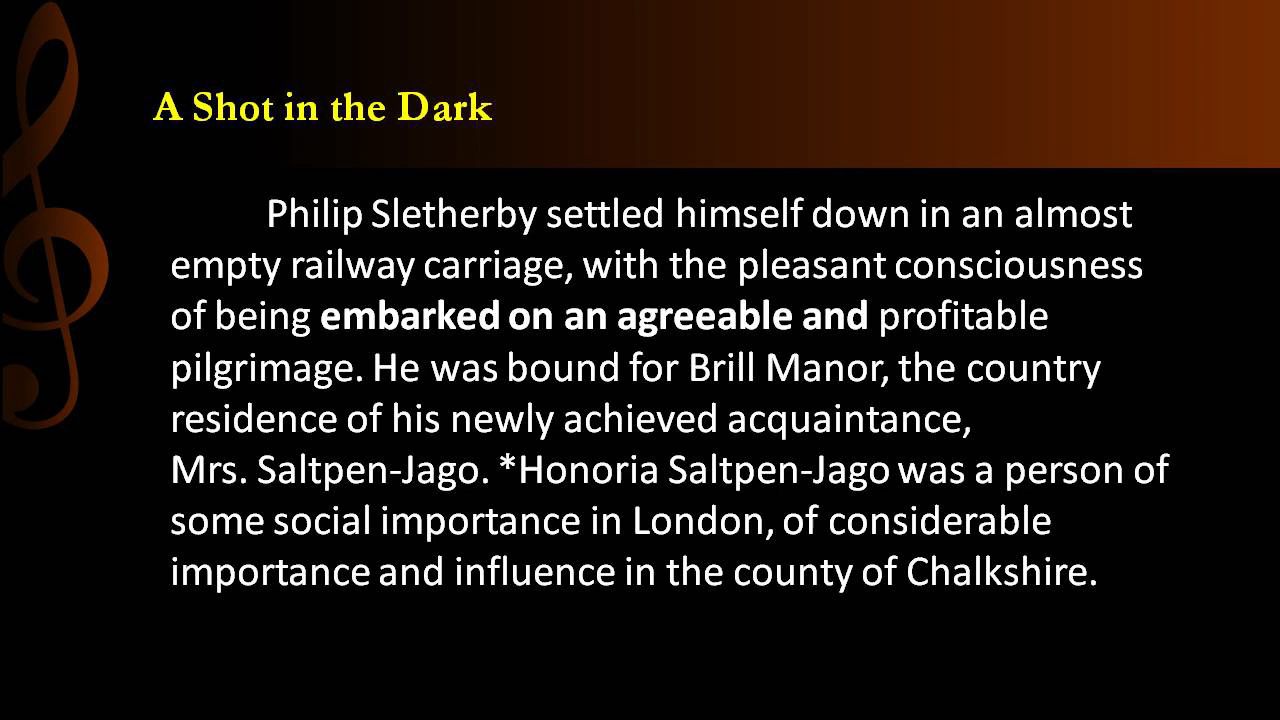 A Shot in the Dark
Philip Sletherby settled himself down in an almost
empty railway carriage, with the pleasant consciousness
of being embarked on an agreeable and profitable
pilgrimage. He was bound for Brill Manor, the country
residence of his newly achieved acquaintance,
Mrs. Saltpen-Jago. *Honoria Saltpen-Jago was a person of
some social importance in London, of considerable
importance and influence in the county of Chalkshire.